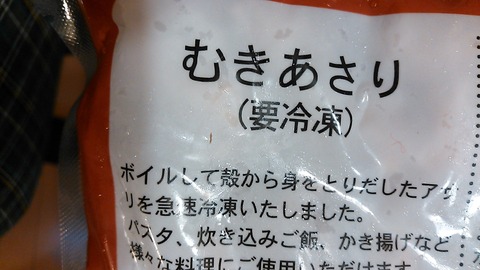 むきあさり
(要冷凍)
ボイルして殻から身をとりだしたアサ
リを急速冷凍いたしました。
パスタ、炊き込みご飯、かき揚げなど
様々な料理にご使用いただけます